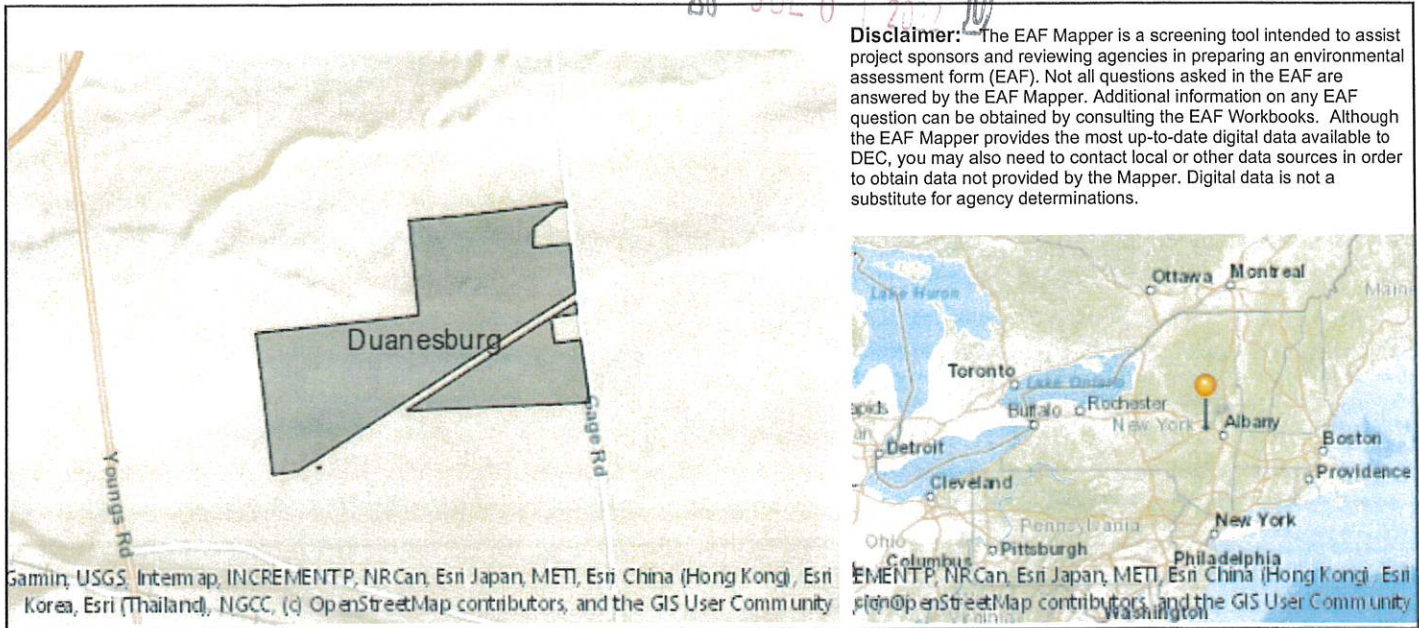 Disclaimer: The EAF Mapper is a screening tool intended to assist
project sponsors and reviewing agencies in preparing an environmental
assessment form (EAF). Not all questions asked in the EAF are
answered by the EAF Mapper. Additional information on any EAF
question can be obtained by consulting the EAF Workbooks. Although
the EAF Mapper provides the most up-to-date digital data available to
DEC, you may also need to contact local or other data sources in order
to obtain data not provided by the Mapper. Digital data is not a
substitute for agency determinations.
Duanesburg
Gage Rd
Youngs Rd
Garmin, USGS, Intermap, INCREMENT P, NRCan, Esri Japan, METI, Esri China (Hong Kong), Esri
Korea, Esri (Thailand), NGCC, (c) OpenStreetMap contributors, and the GIS User Community
Ottawa
Montreal
Maine
Lake Huron
Toronto
Lake Ontario
apids
Buffalo
Rochester
New York
Albany
Detroit
Boston
Providence
Cleveland
Pennsylvania
New York
Ohio
Pittsburgh
Columbus
Philadelphia
EMENT P, NRCan, Esri Japan, METI, Esri China (Hong Kong), Esri
(c) OpenStreetMap contributors, and the GIS User Community
Washington